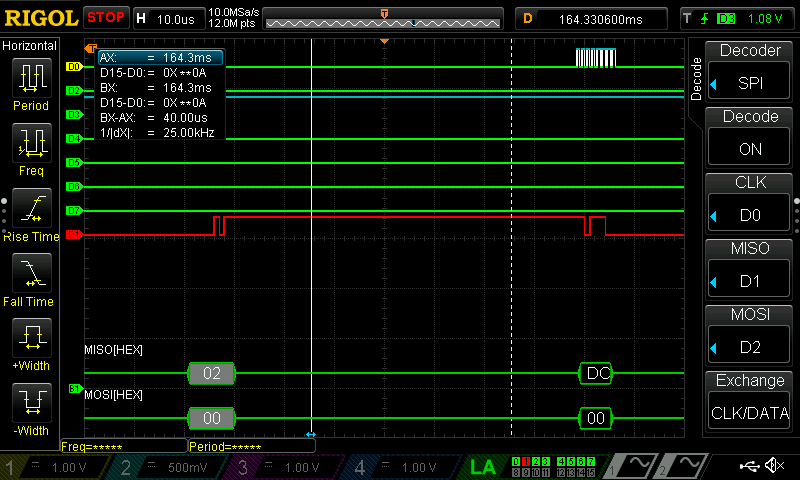 RIGOL STOP H 10.0us 10.0MSa/s 12.0M pts T D 164.330600ms T D3 1.08 V
Horizontal
Period
Freq
Rise Time
Fall Time
+Width
-Width
T
AX: = 164.3ms
D15-D0:= 0X**0A
BX: = 164.3ms
D15-D0:= 0X**0A
BX-AX: = 40.00us
1/|dX|: = 25.00kHz
D0
D2
D3
D4
D5
D6
D7
D1
MISO[HEX]
02 DC
B1
MOSI[HEX]
00 00
Freq=***** Period=*****
Decode
Decoder
SPI
Decode
ON
CLK
D0
MISO
D1
MOSI
D2
Exchange
CLK/DATA
1 = 1.00 V 2 = 500mV 3 = 1.00 V 4 = 1.00 V LA 0 1 2 3 4 5 6 7 1 2
8 9 10 11 12 13 14 15